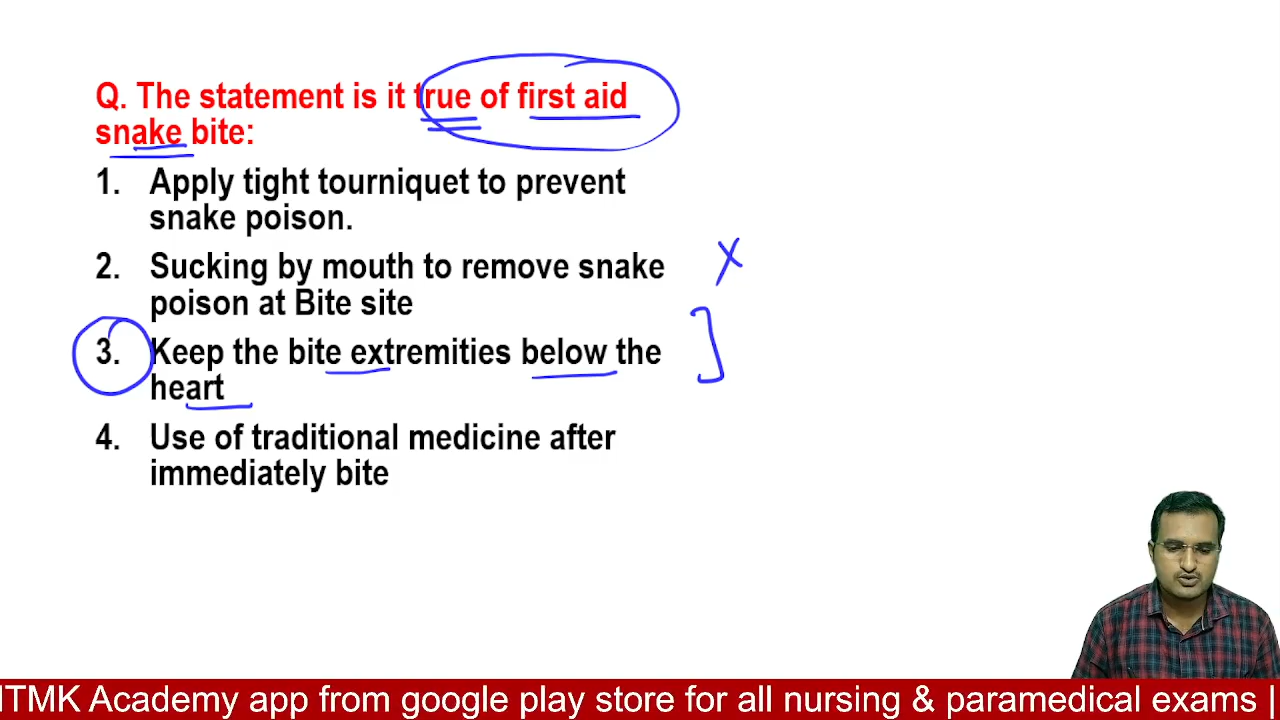 Q. The statement is it true of first aid
snake bite:
1. Apply tight tourniquet to prevent
snake poison.
2. Sucking by mouth to remove snake
poison at Bite site
3. Keep the bite extremities below the
heart
4. Use of traditional medicine after
immediately bite
ITMK Academy app from google play store for all nursing & paramedical exams |